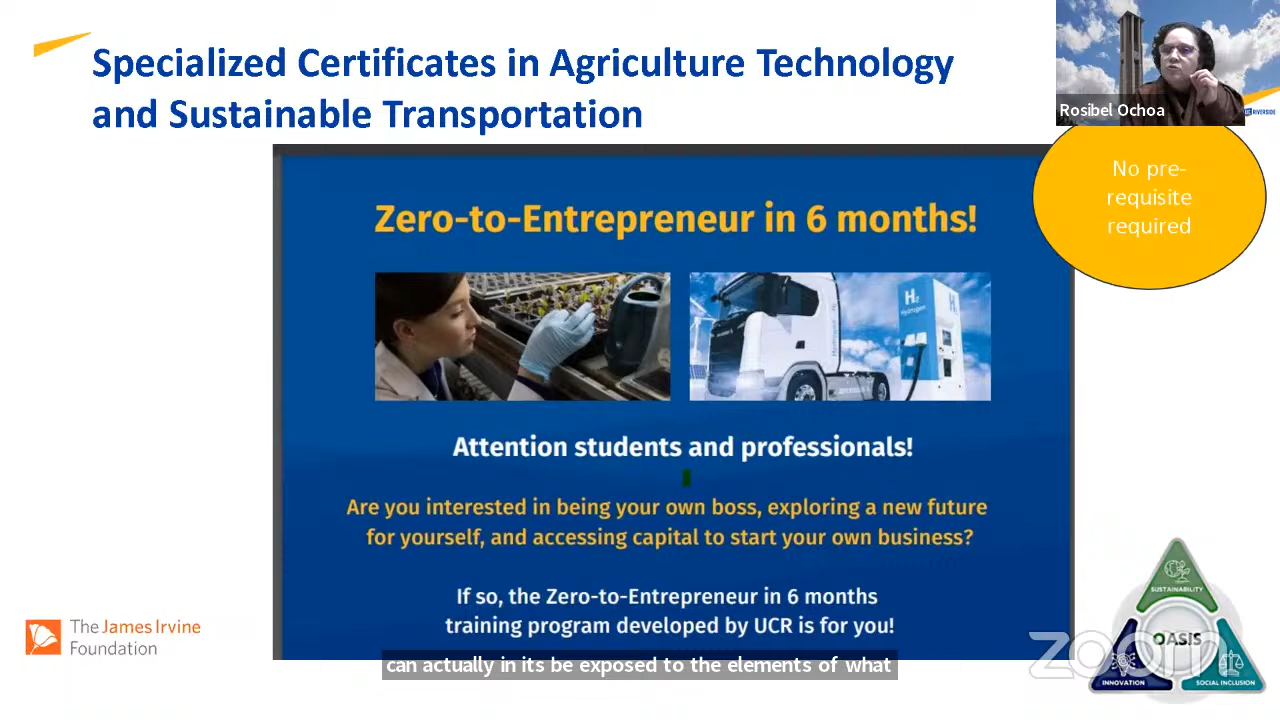 Specialized Certificates in Agriculture Technology
and Sustainable Transportation
Rosibel Ochoa
UC RIVERSIDE
No pre-
requisite
required
Zero-to-Entrepreneur in 6 months!
H2
Hydrogen
Attention students and professionals!
Are you interested in being your own boss, exploring a new future
for yourself, and accessing capital to start your own business?
If so, the Zero-to-Entrepreneur in 6 months
training program developed by UCR is for you!
The James Irvine
Foundation
SUSTAINABILITY
OASIS
INNOVATION
SOCIAL INCLUSION
zoom
can actually in its be exposed to the elements of what